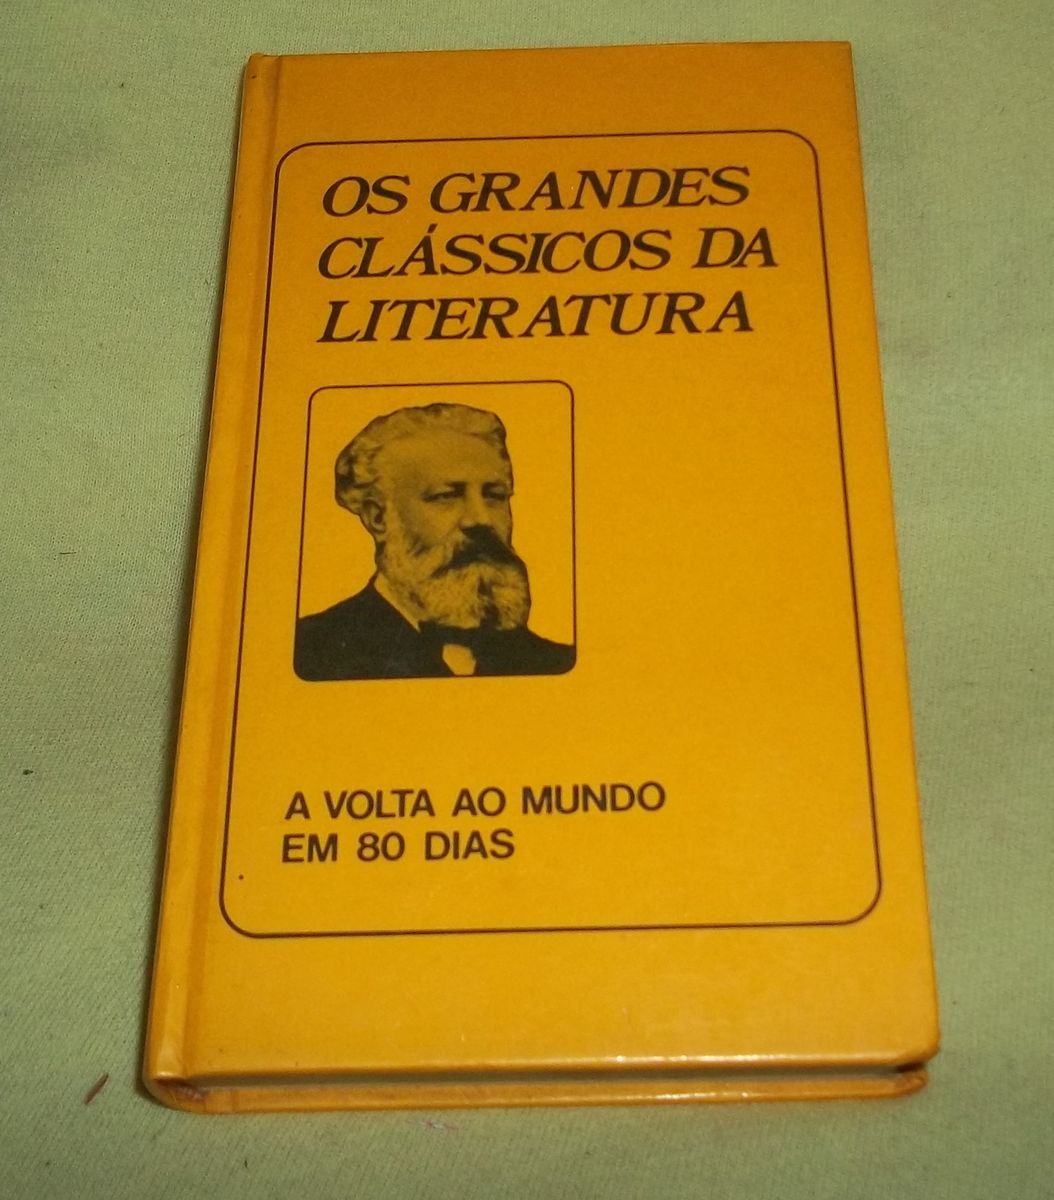 OS GRANDES
CLÁSSICOS DA
LITERATURA
A VOLTA AO MUNDO
EM 80 DIAS